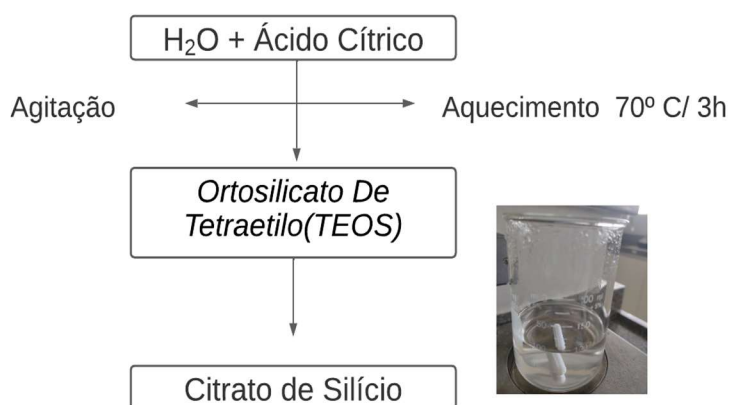 H₂O + Ácido Cítrico
Agitação
Aquecimento 70º C/ 3h
Ortosilicato De
Tetraetilo(TEOS)
Citrato de Silício